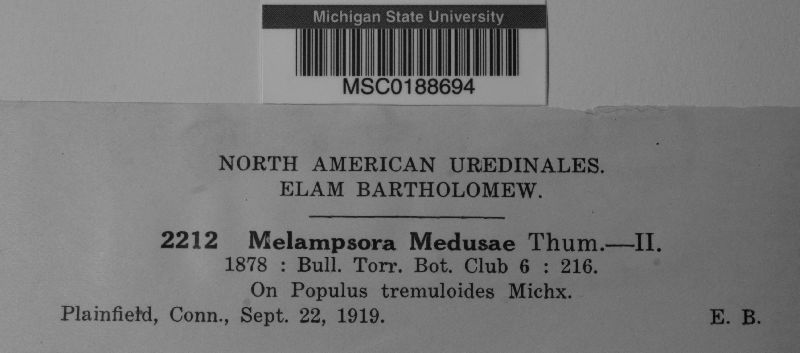 Michigan State University
MSC0188694
NORTH AMERICAN UREDINALES.
ELAM BARTHOLOMEW.
2212 Melampsora Medusae Thum.—II.
1878 : Bull. Torr. Bot. Club 6 : 216.
On Populus tremuloides Michx.
Plainfield, Conn., Sept. 22, 1919. E. B.